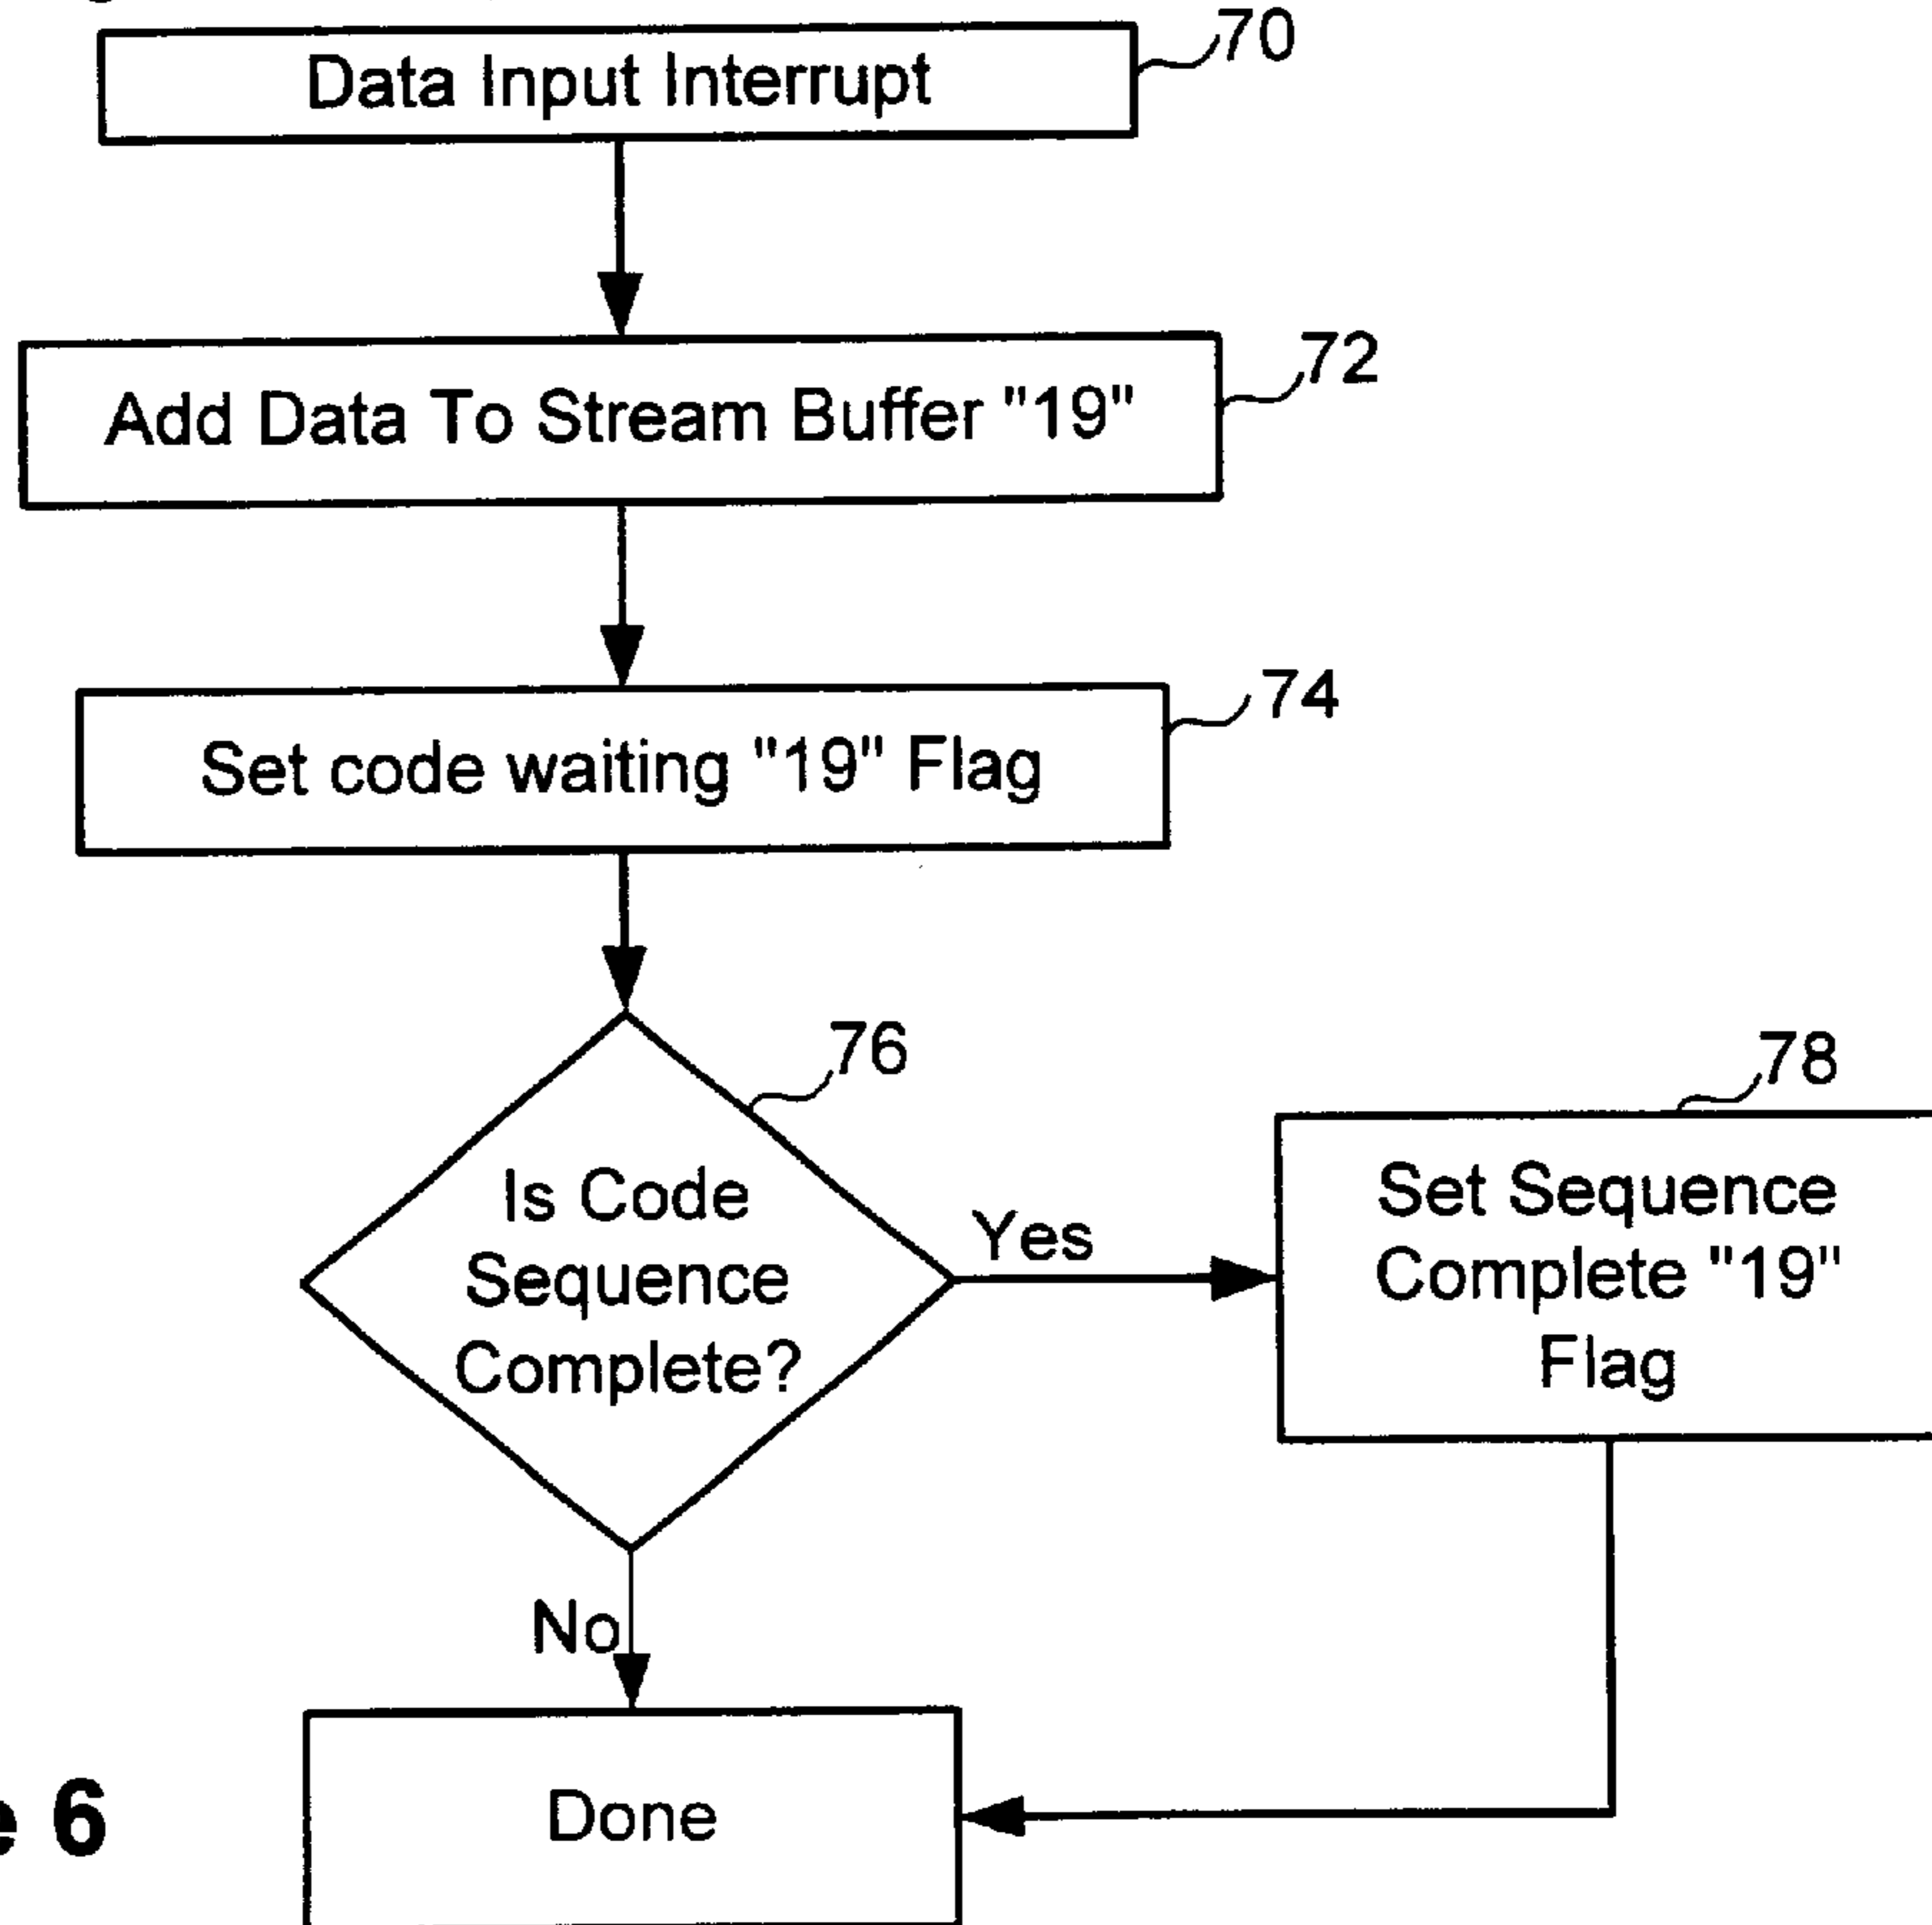 Data Input Interrupt
70
Add Data To Stream Buffer "19"
72
Set code waiting "19" Flag
74
76
Is Code
Sequence
Complete?
Yes
78
Set Sequence
Complete "19"
Flag
No
Done
6